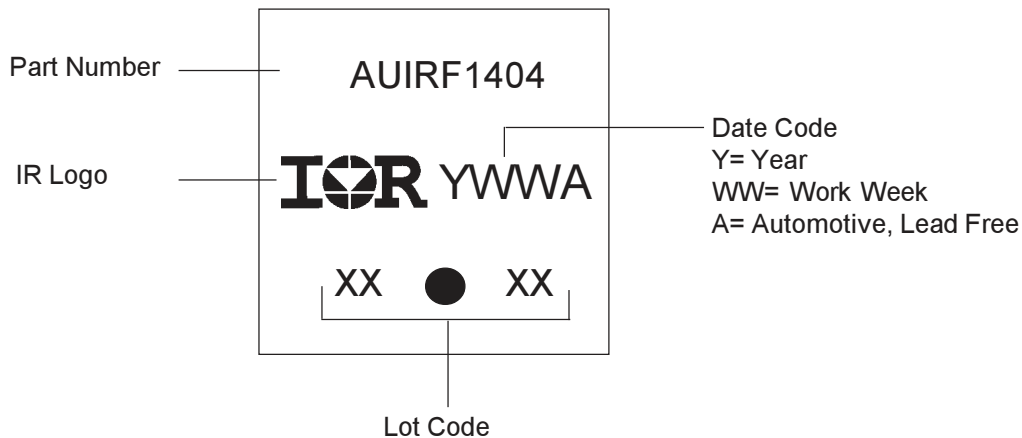 Part Number
AUIRF1404
IR Logo
IOR YWWA
Date Code
Y= Year
WW= Work Week
A= Automotive, Lead Free
XX XX
Lot Code